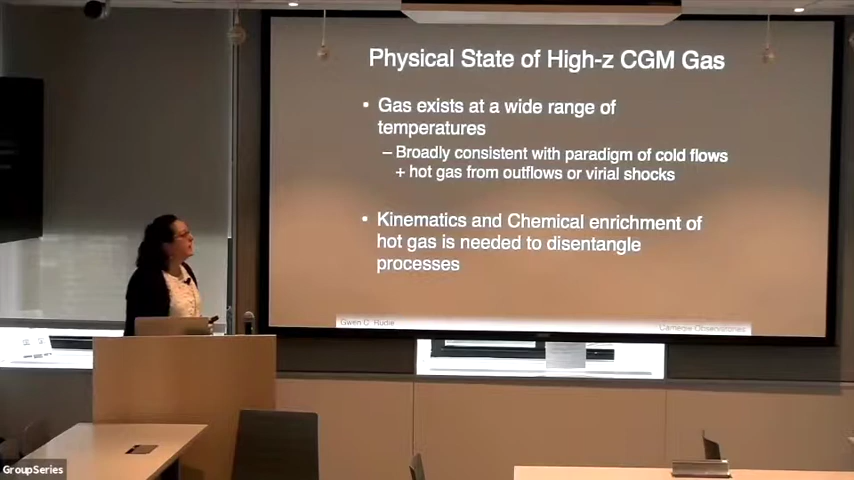 Physical State of High-z CGM Gas
• Gas exists at a wide range of
temperatures
– Broadly consistent with paradigm of cold flows
+ hot gas from outflows or virial shocks
• Kinematics and Chemical enrichment of
hot gas is needed to disentangle
processes
Gwen C. Rudie
Carnegie Observatories
GroupSeries